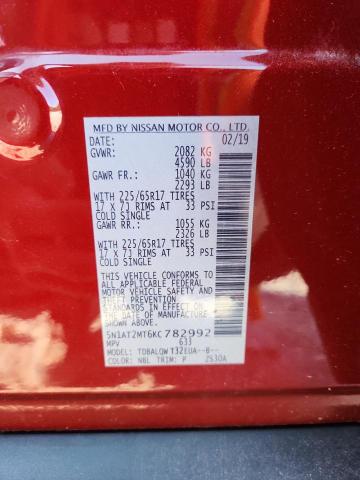 MFD BY NISSAN MOTOR CO., LTD.
DATE: 02/19
GVWR: 2082 KG
4590 LB
GAWR FR.: 1040 KG
2293 LB
WITH 225/65R17 TIRES
17 X 7J RIMS AT 33 PSI
COLD SINGLE
GAWR RR.: 1055 KG
2326 LB
WITH 225/65R17 TIRES
17 X 7J RIMS AT 33 PSI
COLD SINGLE
THIS VEHICLE CONFORMS TO
ALL APPLICABLE FEDERAL
MOTOR VEHICLE SAFETY AND
STANDARDS IN EFFECT ON
THE DATE OF MANUFACTURE
SHOWN ABOVE.
5N1AT2MT6KC782992
MPV 633
MODEL: TDBALQW T32EUA--B--
COLOR: NBL TRIM: P 2530A